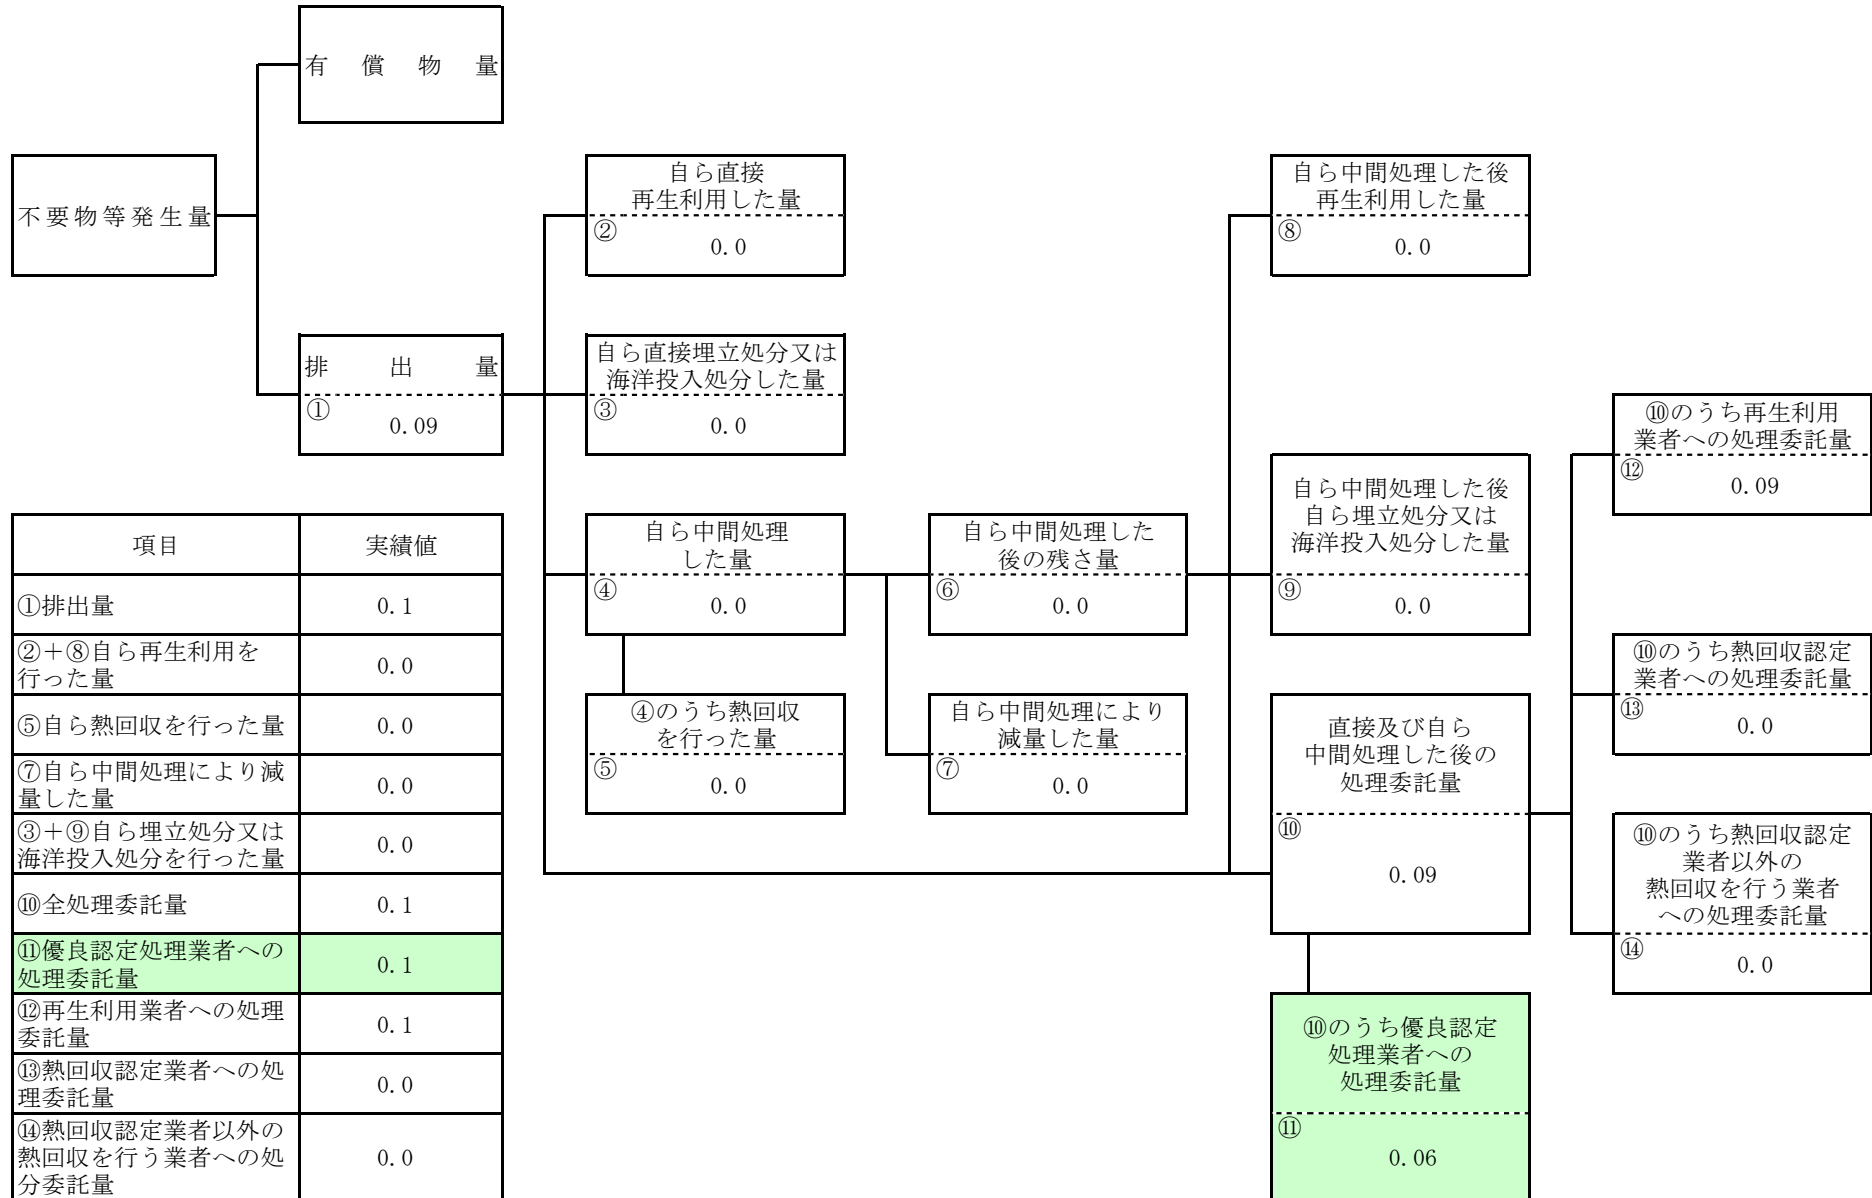 有償物量
不要物等発生量
排出量
①
0.09
自ら直接
再生利用した量
②
0.0
自ら直接埋立処分又は
海洋投入処分した量
③
0.0
自ら中間処理
した量
④
0.0
④のうち熱回収
を行った量
⑤
0.0
自ら中間処理した
後の残さ量
⑥
0.0
自ら中間処理により
減量した量
⑦
0.0
自ら中間処理した後
再生利用した量
⑧
0.0
自ら中間処理した後
自ら埋立処分又は
海洋投入処分した量
⑨
0.0
直接及び自ら
中間処理した後の
処理委託量
⑩
0.09
⑩のうち優良認定
処理業者への
処理委託量
⑪
0.06
⑩のうち再生利用
業者への処理委託量
⑫
0.09
⑩のうち熱回収認定
業者への処理委託量
⑬
0.0
⑩のうち熱回収認定
業者以外の
熱回収を行う業者
への処理委託量
⑭
0.0
項目 実績値
①排出量 0.1
②＋⑧自ら再生利用を
行った量 0.0
⑤自ら熱回収を行った量 0.0
⑦自ら中間処理により減
量した量 0.0
③＋⑨自ら埋立処分又は
海洋投入処分を行った量 0.0
⑩全処理委託量 0.1
⑪優良認定処理業者への
処理委託量 0.1
⑫再生利用業者への処理
委託量 0.1
⑬熱回収認定業者への処
理委託量 0.0
⑭熱回収認定業者以外の
熱回収を行う業者への処
分委託量 0.0